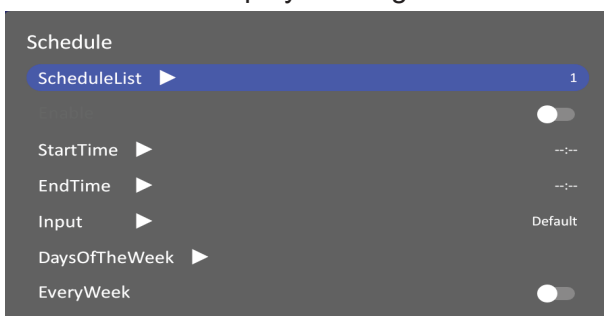 Schedule
ScheduleList ▶ 1
Enable
StartTime ▶ --:--
EndTime ▶ --:--
Input ▶ Default
DaysOfTheWeek ▶
EveryWeek